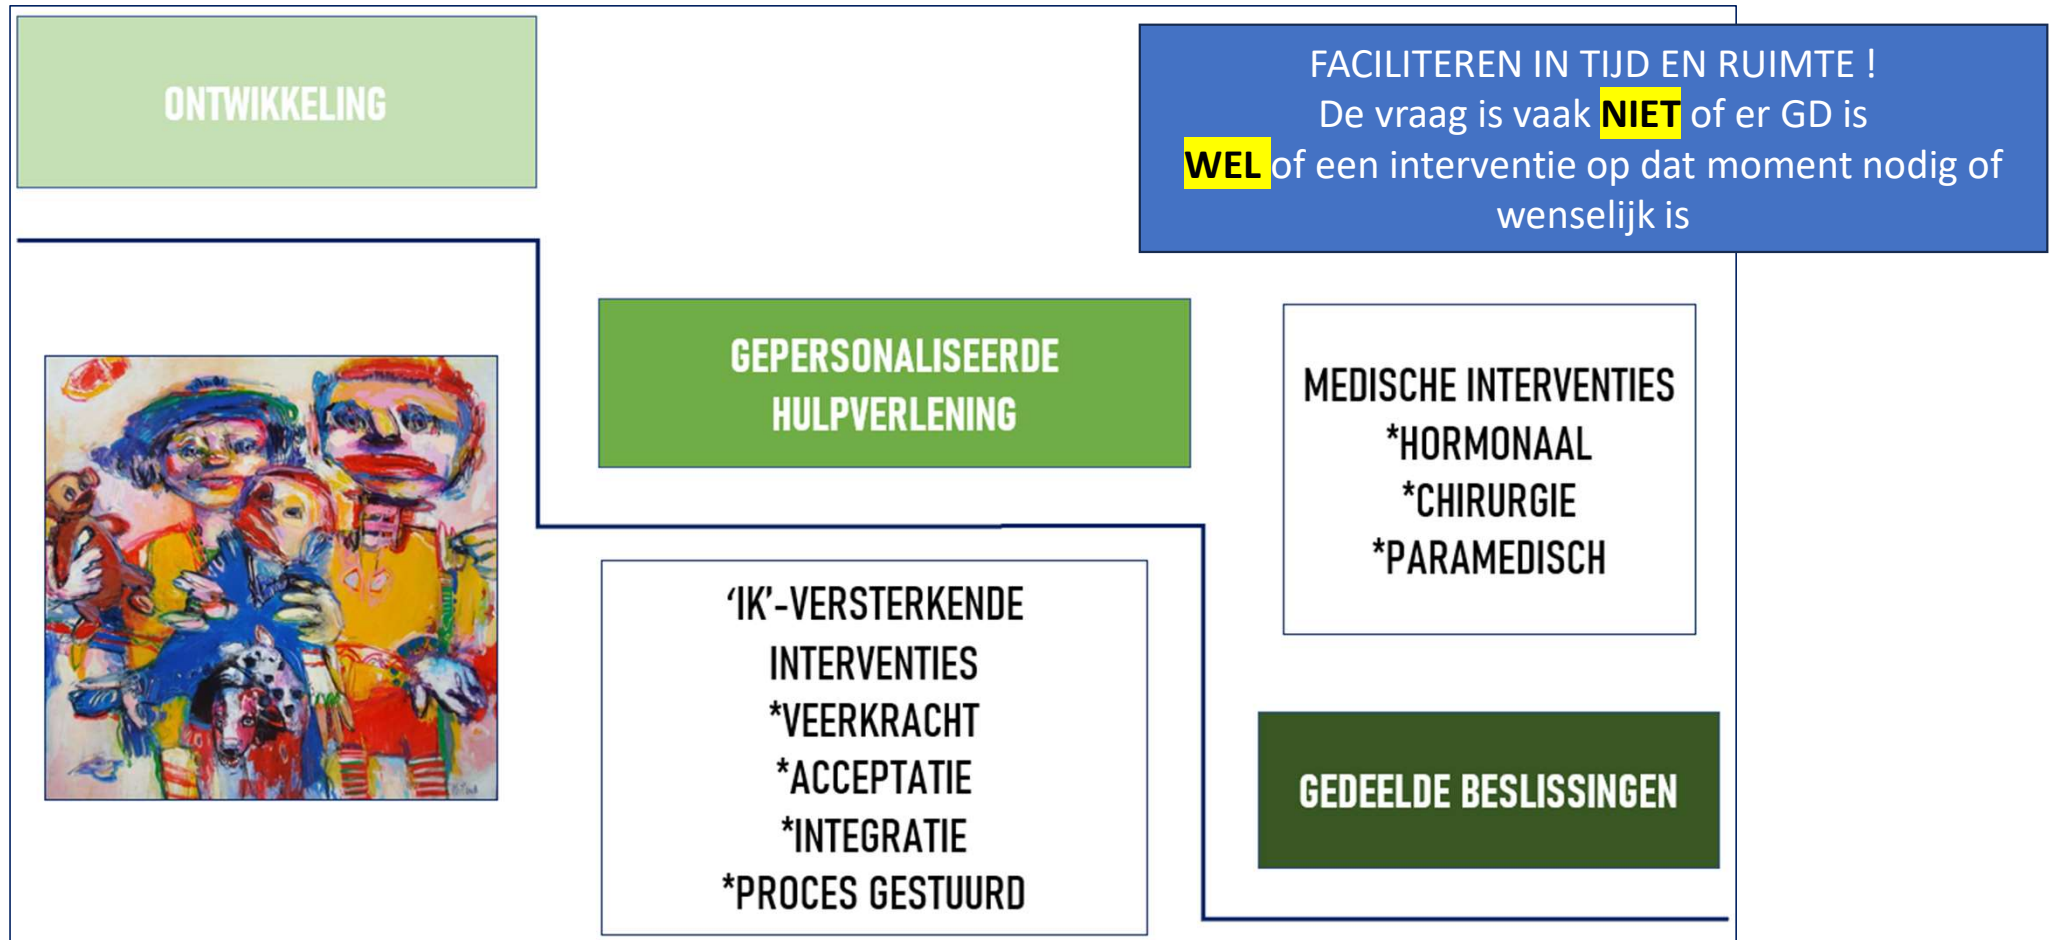 ONTWIKKELING
FACILITEREN IN TIJD EN RUIMTE !
De vraag is vaak NIET of er GD is
WEL of een interventie op dat moment nodig of
wenselijk is
GEPERSONALISEERDE
HULPVERLENING
MEDISCHE INTERVENTIES
*HORMONAAL
*CHIRURGIE
*PARAMEDISCH
‘IK’-VERSTERKENDE
INTERVENTIES
*VEERKRACHT
*ACCEPTATIE
*INTEGRATIE
*PROCES GESTUURD
GEDEELDE BESLISSINGEN